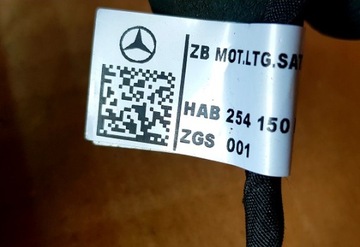 ZB MOT.LTG.SAT
HAB 254 150
ZGS 001